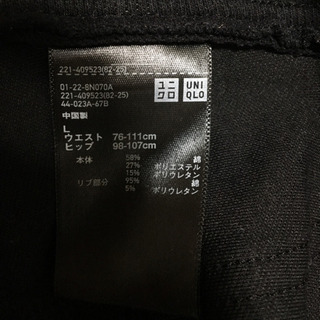 221-409523(82-25)
01-22-8N070A
221-409523(82-25)
44-023A-67B
ユニ
クロ
UNI
QLO
中国製
L
ウエスト 76-111cm
ヒップ 98-107cm
本体 58% 綿
27% ポリエステル
15% ポリウレタン
リブ部分 95% 綿
5% ポリウレタン